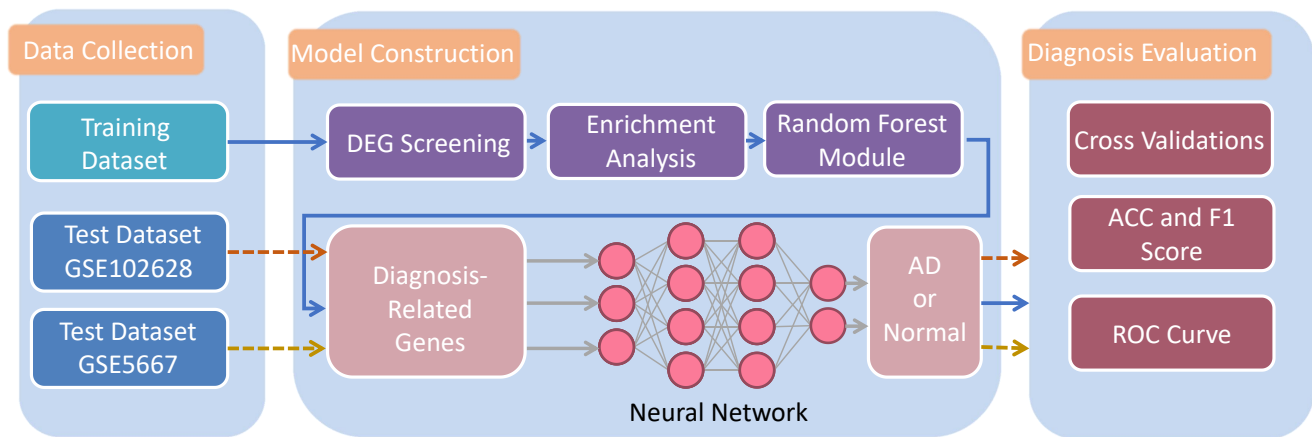 Data Collection
Training
Dataset
Test Dataset
GSE102628
Test Dataset
GSE5667
Model Construction
DEG Screening
Enrichment
Analysis
Random Forest
Module
Diagnosis-
Related
Genes
Neural Network
AD
or
Normal
Diagnosis Evaluation
Cross Validations
ACC and F1
Score
ROC Curve